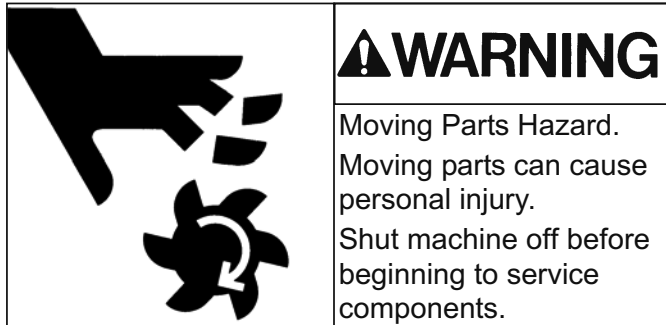 WARNING
Moving Parts Hazard.
Moving parts can cause
personal injury.
Shut machine off before
beginning to service
components.